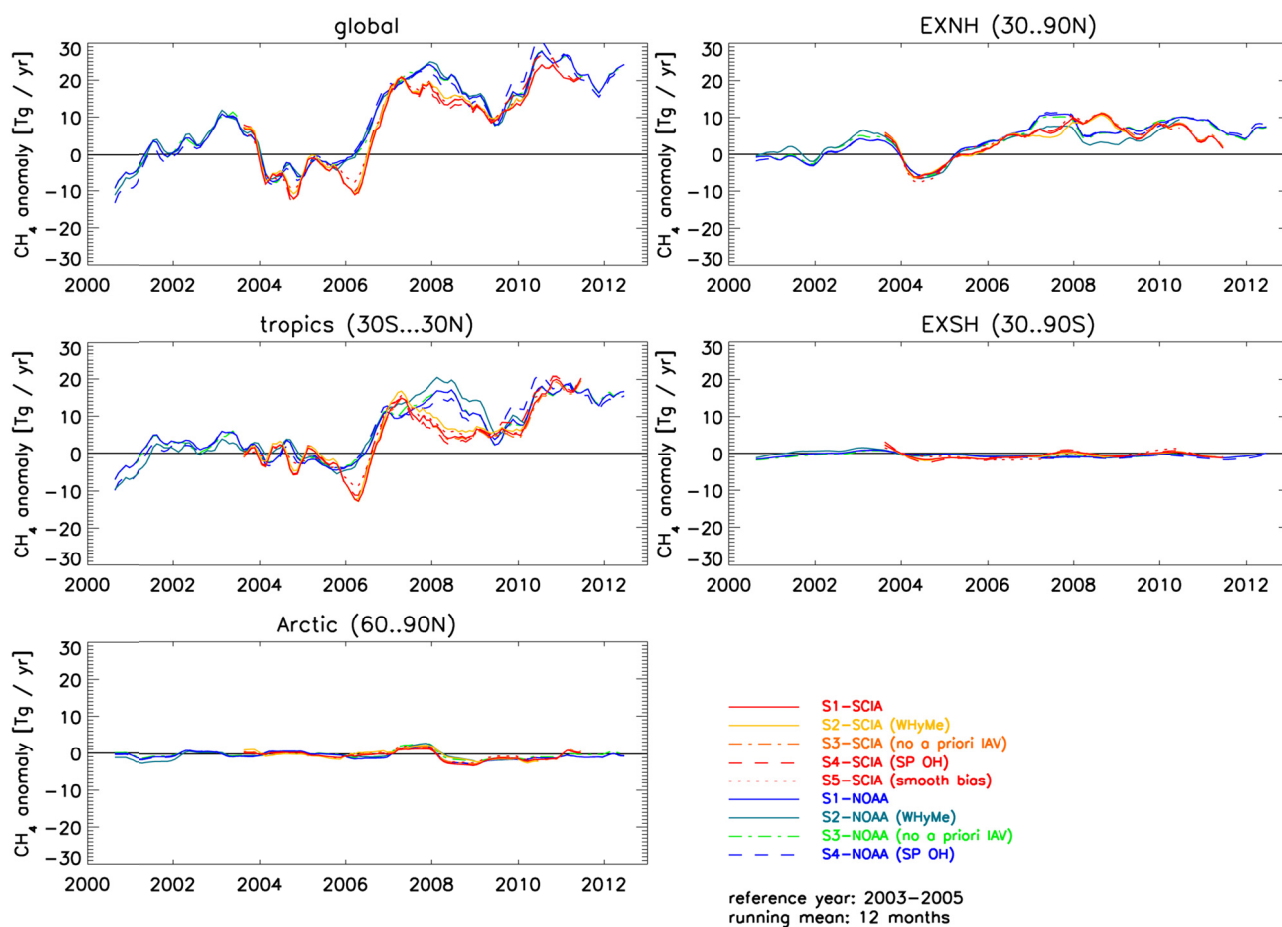 global
CH4 anomaly [Tg / yr]
30
20
10
0
−10
−20
−30
2000 2002 2004 2006 2008 2010 2012
EXNH (30..90N)
CH4 anomaly [Tg / yr]
30
20
10
0
−10
−20
−30
2000 2002 2004 2006 2008 2010 2012
tropics (30S...30N)
CH4 anomaly [Tg / yr]
30
20
10
0
−10
−20
−30
2000 2002 2004 2006 2008 2010 2012
EXSH (30..90S)
CH4 anomaly [Tg / yr]
30
20
10
0
−10
−20
−30
2000 2002 2004 2006 2008 2010 2012
Arctic (60..90N)
CH4 anomaly [Tg / yr]
30
20
10
0
−10
−20
−30
2000 2002 2004 2006 2008 2010 2012
S1−SCIA
S2−SCIA (WHyMe)
S3−SCIA (no a priori IAV)
S4−SCIA (SP OH)
S5−SCIA (smooth bias)
S1−NOAA
S2−NOAA (WHyMe)
S3−NOAA (no a priori IAV)
S4−NOAA (SP OH)
reference year: 2003−2005
running mean: 12 months